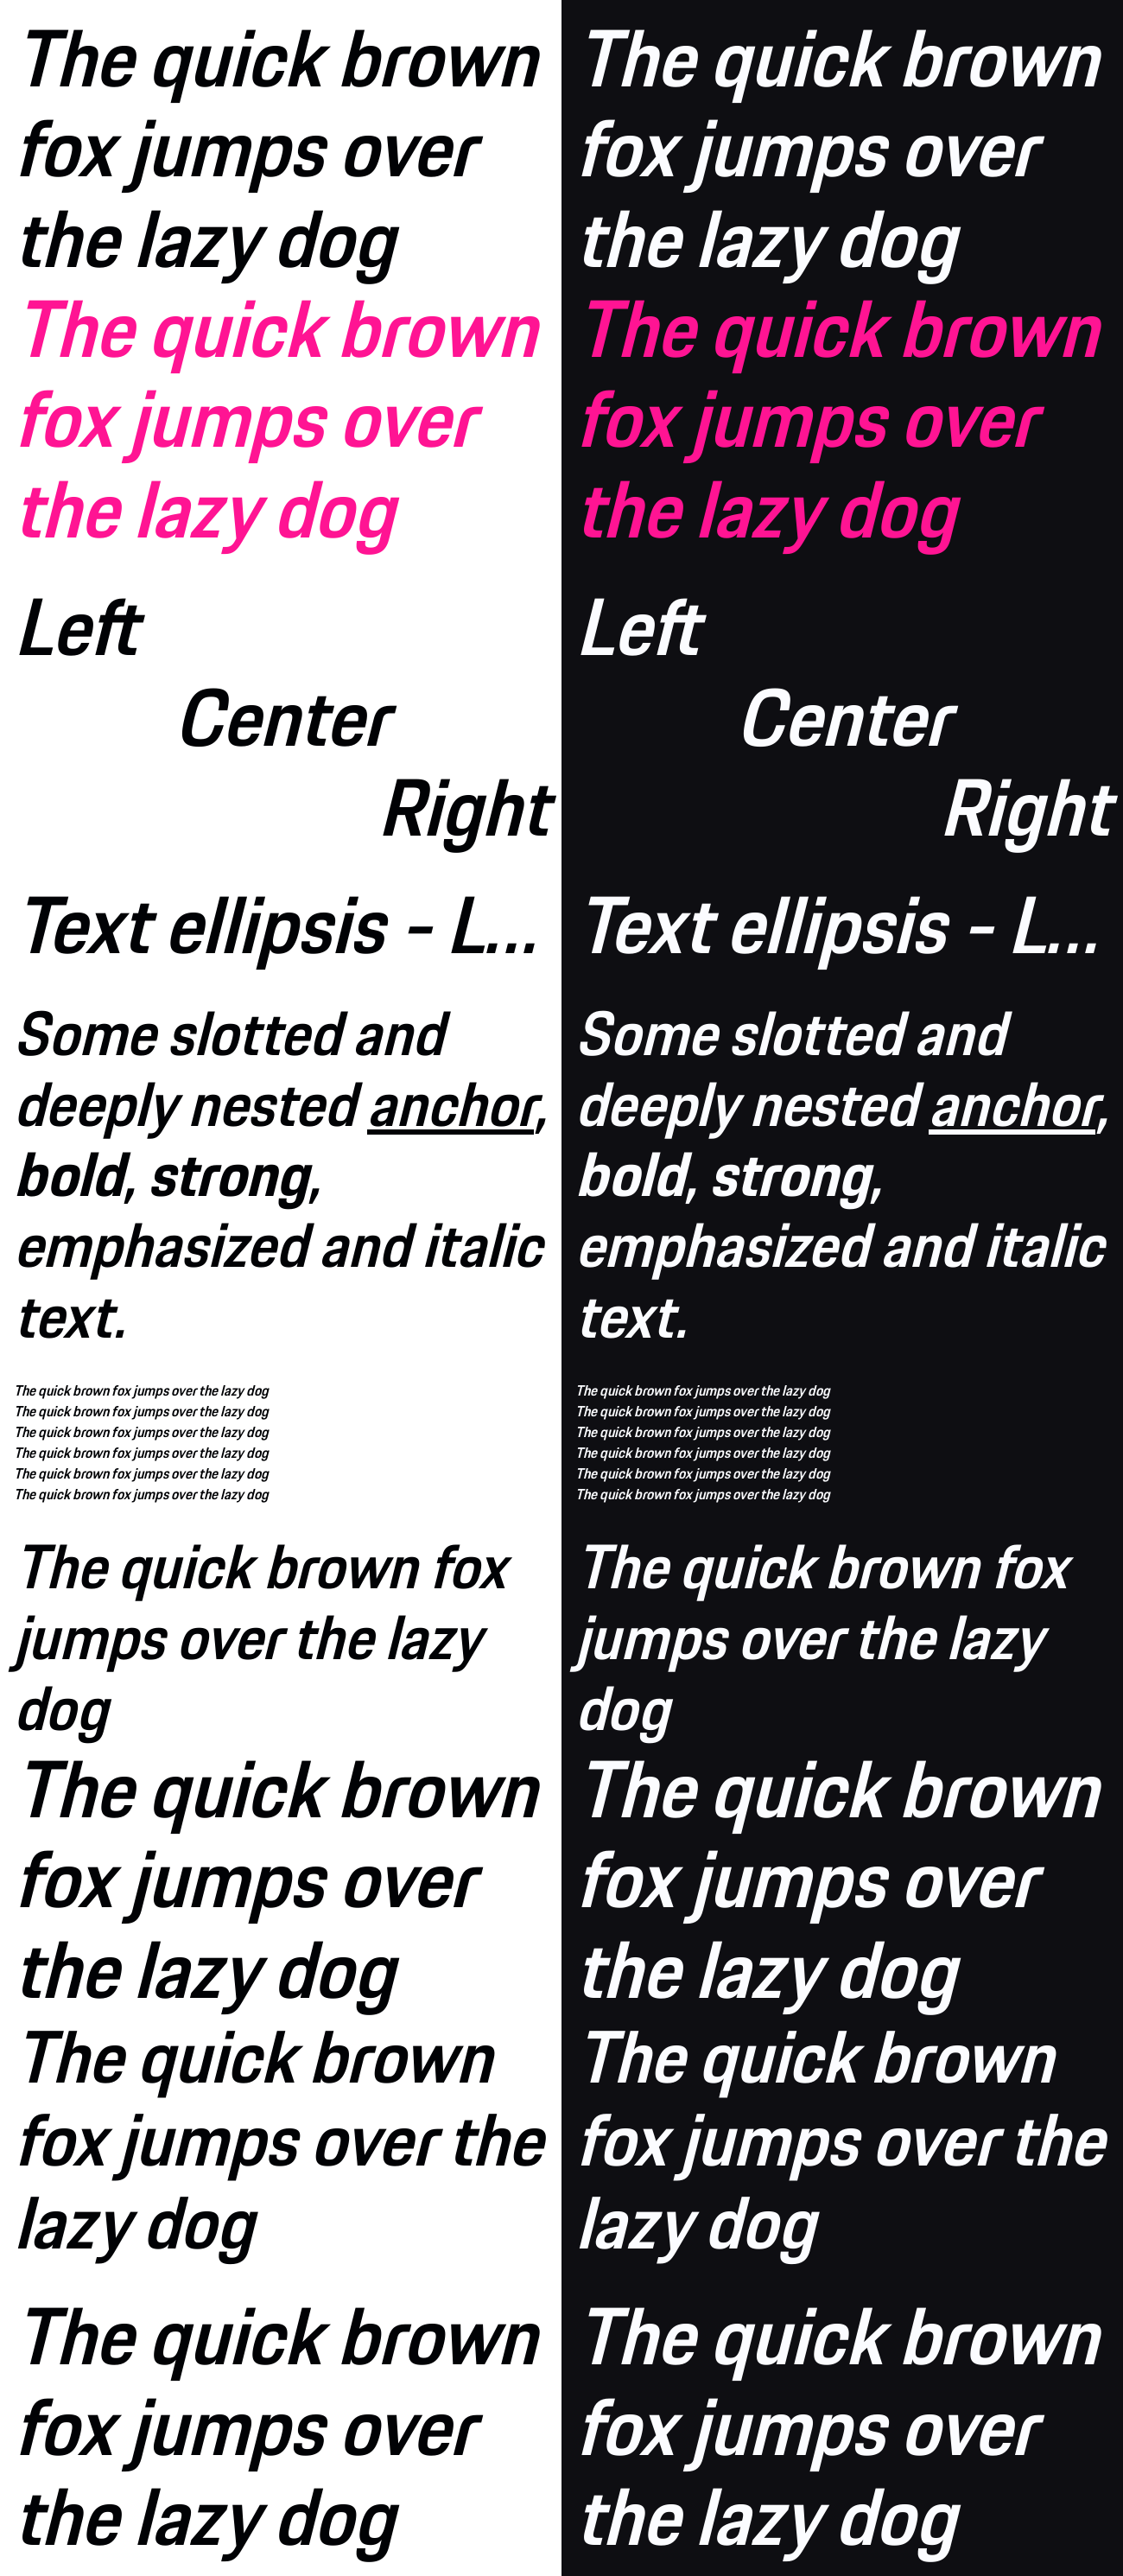 The quick brown
fox jumps over
the lazy dog
The quick brown
fox jumps over
the lazy dog
Left
Center
Right
Text ellipsis - L...
Some slotted and
deeply nested anchor,
bold, strong,
emphasized and italic
text.
The quick brown fox jumps over the lazy dog
The quick brown fox jumps over the lazy dog
The quick brown fox jumps over the lazy dog
The quick brown fox jumps over the lazy dog
The quick brown fox jumps over the lazy dog
The quick brown fox jumps over the lazy dog
The quick brown fox
jumps over the lazy
dog
The quick brown
fox jumps over
the lazy dog
The quick brown
fox jumps over the
lazy dog
The quick brown
fox jumps over
the lazy dog
The quick brown
fox jumps over
the lazy dog
The quick brown
fox jumps over
the lazy dog
Left
Center
Right
Text ellipsis - L...
Some slotted and
deeply nested anchor,
bold, strong,
emphasized and italic
text.
The quick brown fox jumps over the lazy dog
The quick brown fox jumps over the lazy dog
The quick brown fox jumps over the lazy dog
The quick brown fox jumps over the lazy dog
The quick brown fox jumps over the lazy dog
The quick brown fox jumps over the lazy dog
The quick brown fox
jumps over the lazy
dog
The quick brown
fox jumps over
the lazy dog
The quick brown
fox jumps over the
lazy dog
The quick brown
fox jumps over
the lazy dog